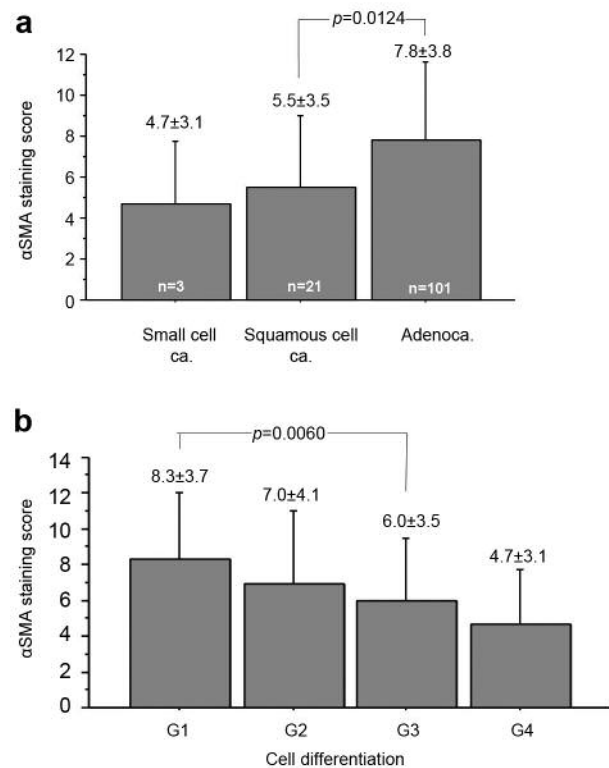 a
p=0.0124
4.7±3.1
5.5±3.5
7.8±3.8
αSMA staining score
12
10
8
6
4
2
0
n=3
n=21
n=101
Small cell
ca.
Squamous cell
ca.
Adenoca.
b
p=0.0060
8.3±3.7
7.0±4.1
6.0±3.5
4.7±3.1
αSMA staining score
14
12
10
8
6
4
2
0
G1
G2
G3
G4
Cell differentiation